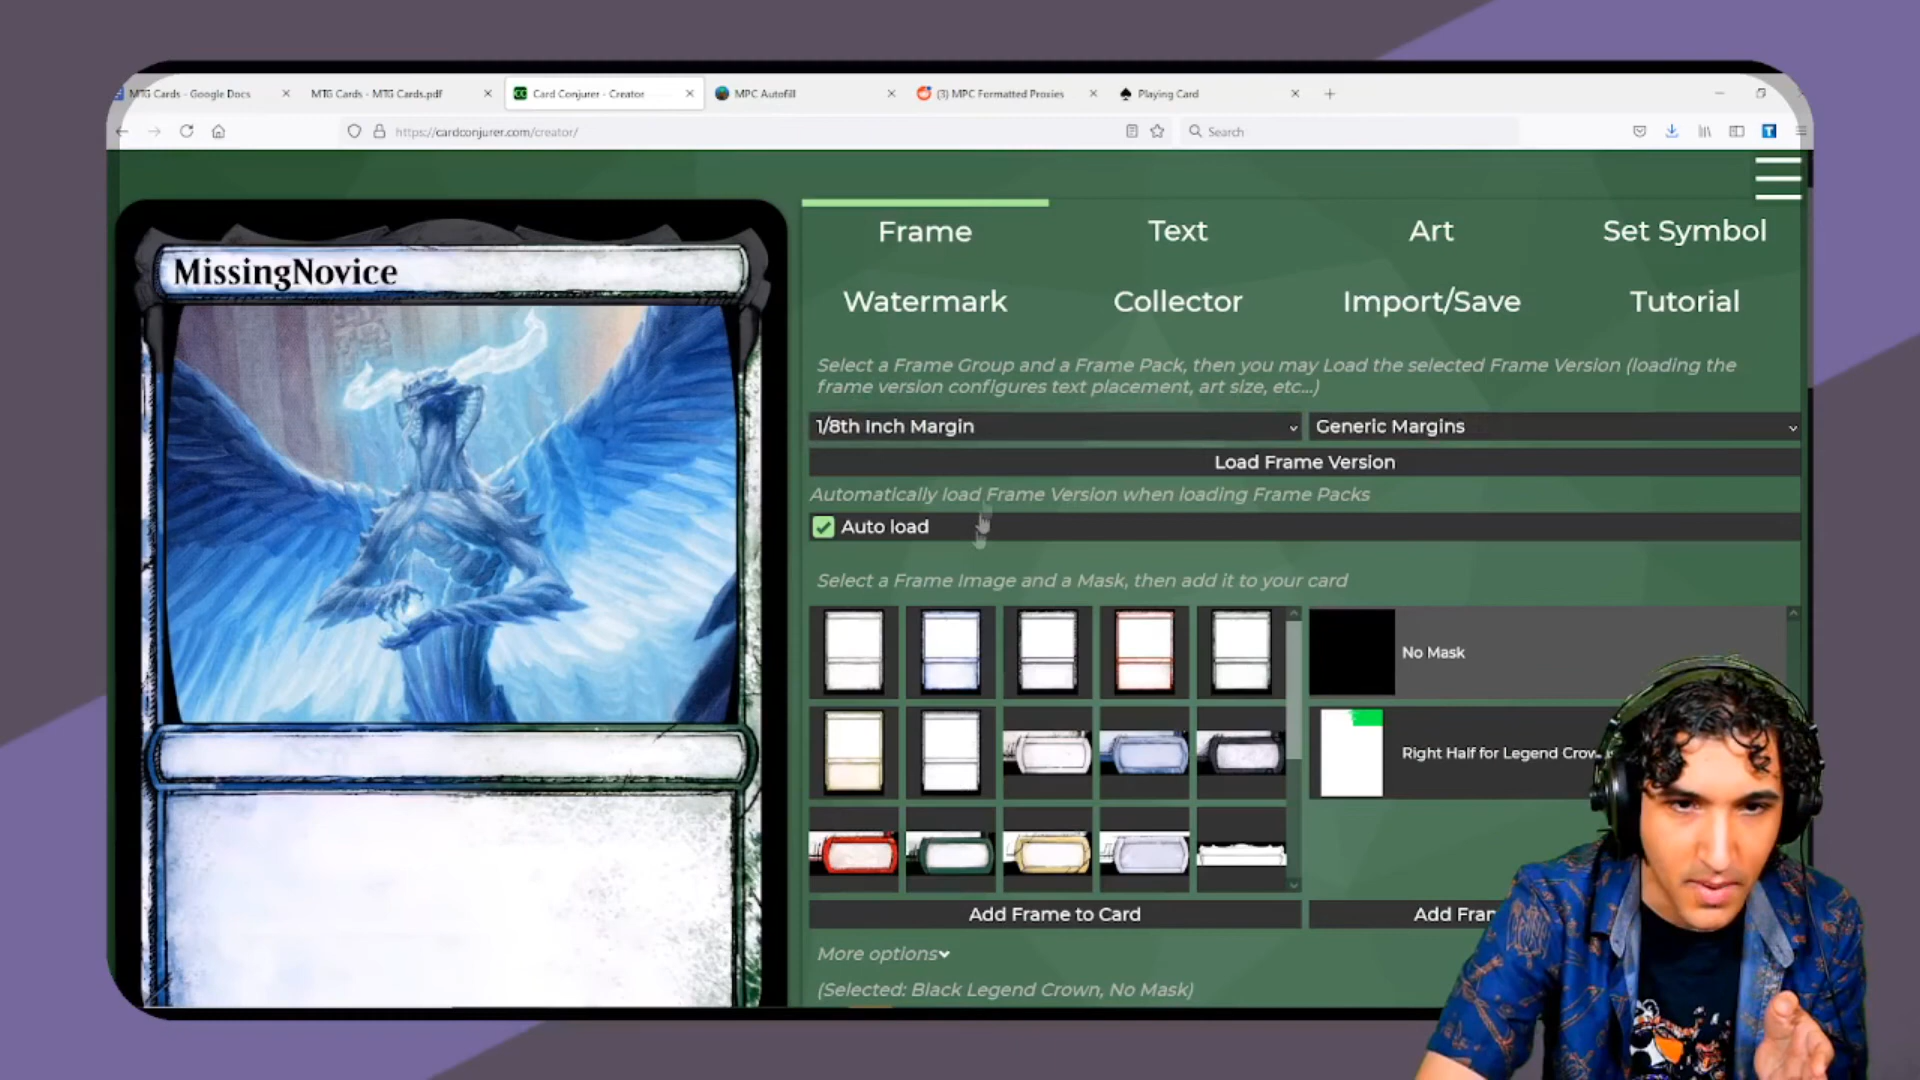 MTG Cards - Google Docs
MTG Cards - MTG Cards.pdf
Card Conjurer - Creator
MPC Autofill
(3) MPC Formatted Proxies
Playing Card
https://cardconjurer.com/creator/
Search
MissingNovice
Frame
Text
Art
Set Symbol
Watermark
Collector
Import/Save
Tutorial
Select a Frame Group and a Frame Pack, then you may Load the selected Frame Version (loading the
frame version configures text placement, art size, etc...)
1/8th Inch Margin
Generic Margins
Load Frame Version
Automatically load Frame Version when loading Frame Packs
Auto load
Select a Frame Image and a Mask, then add it to your card
No Mask
Right Half for Legend Crow
Add Frame to Card
Add Fra
More options
(Selected: Black Legend Crown, No Mask)